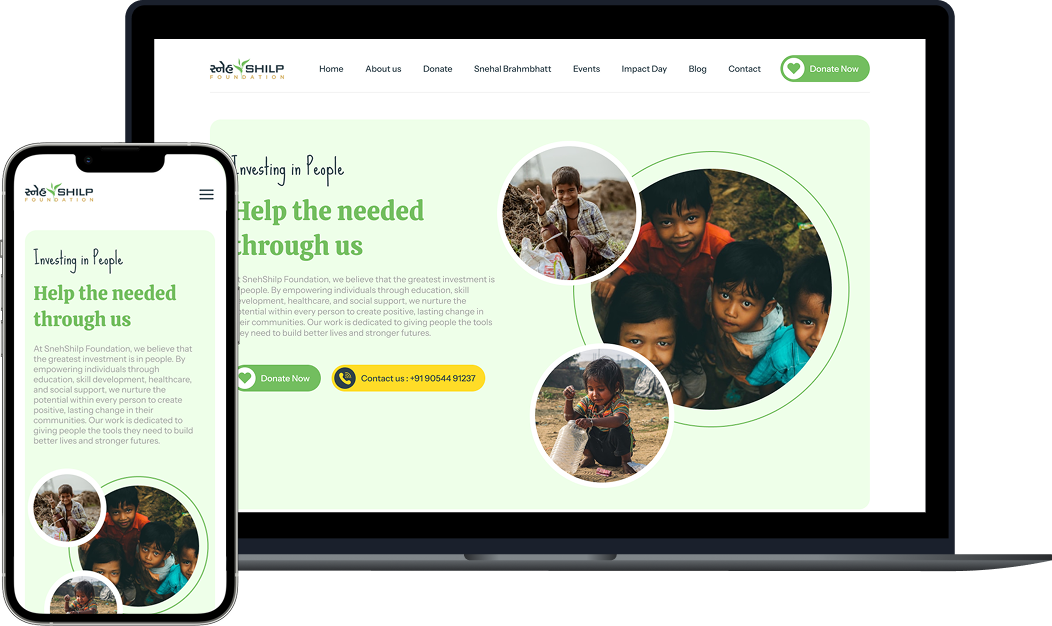 સ્નેહ SHILP
FOUNDATION
Home About us Donate Snehal Brahmbhatt Events Impact Day Blog Contact Donate Now
Investing in People
Help the needed
through us
t SnehShilp Foundation, we believe that the greatest investment is
people. By empowering individuals through education, skill
evelopment, healthcare, and social support, we nurture the
otential within every person to create positive, lasting change in
eir communities. Our work is dedicated to giving people the tools
ey need to build better lives and stronger futures.
Donate Now Contact us : +91 90544 91237
સ્નેહ SHILP
FOUNDATION
Investing in People
Help the needed
through us
At SnehShilp Foundation, we believe that
the greatest investment is in people. By
empowering individuals through
education, skill development, healthcare,
and social support, we nurture the
potential within every person to create
positive, lasting change in their
communities. Our work is dedicated to
giving people the tools they need to build
better lives and stronger futures.